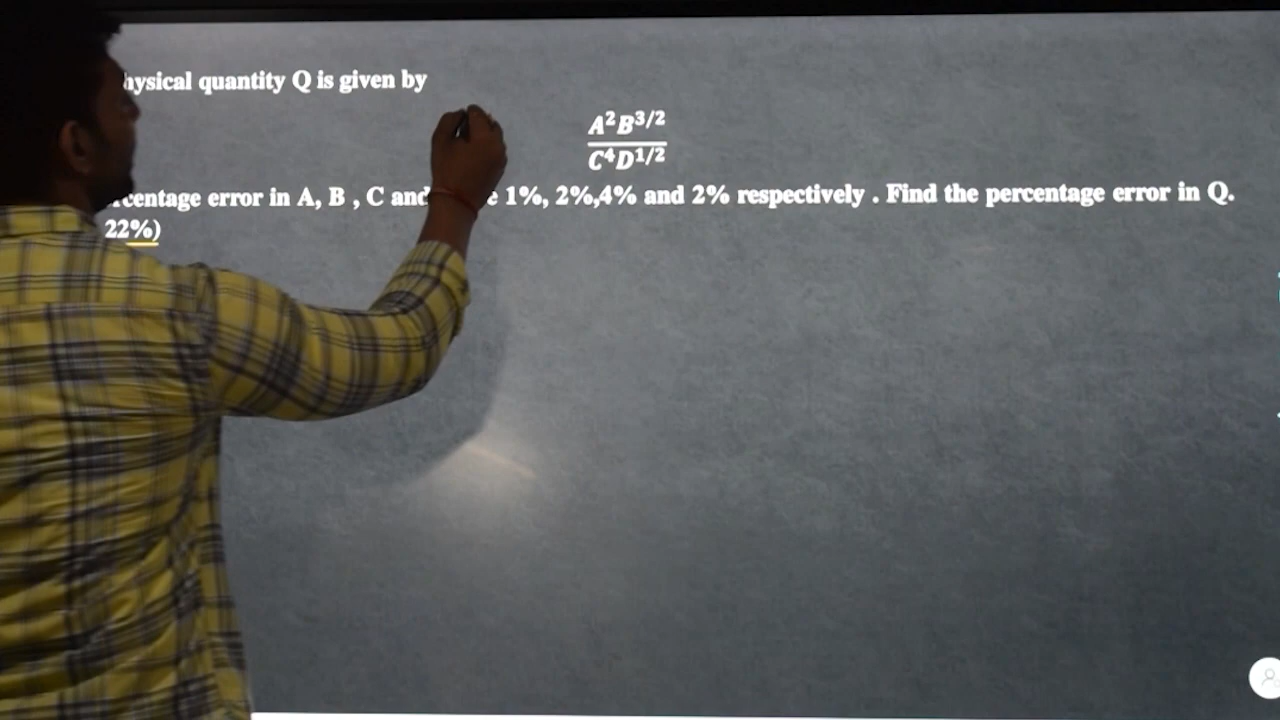 hysical quantity Q is given by
A²B³/²
C⁴D¹/²
centage error in A, B , C and e 1%, 2%,4% and 2% respectively . Find the percentage error in Q.
22%)